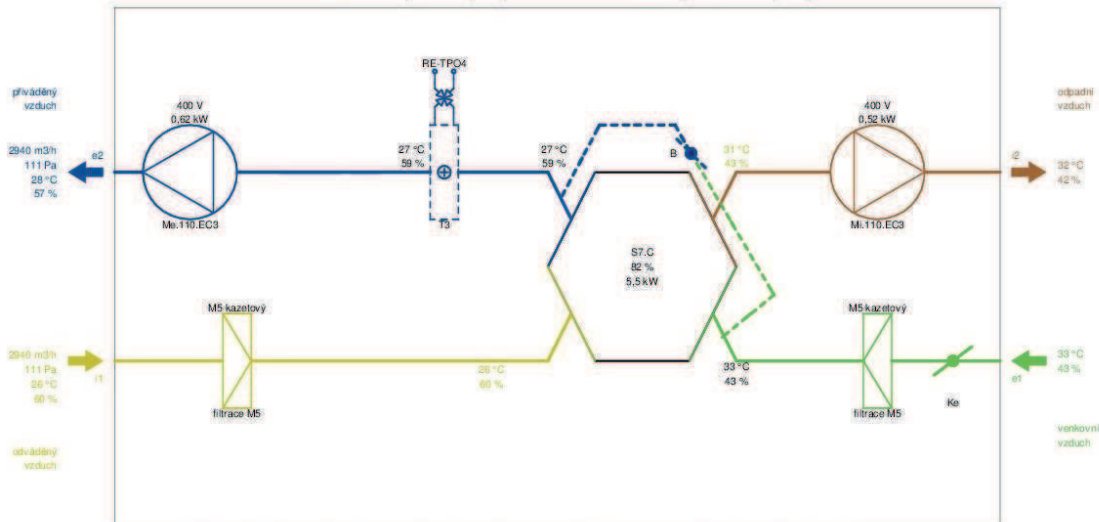 RE-TPO4
přiváděný
vzduch
400 V
0,62 kW
2940 m3/h
111 Pa
28 °C
57 %
e2
Me.110.EC3
27 °C
59 %
T3
27 °C
59 %
B
31 °C
43 %
400 V
0,52 kW
Mi.110.EC3
odpadní
vzduch
i2
32 °C
42 %
S7.C
82 %
5,5 kW
M5 kazetový
filtrace M5
2940 m3/h
111 Pa
26 °C
60 %
i1
odváděný
vzduch
26 °C
60 %
33 °C
43 %
M5 kazetový
filtrace M5
Ke
33 °C
43 %
e1
venkovní
vzduch